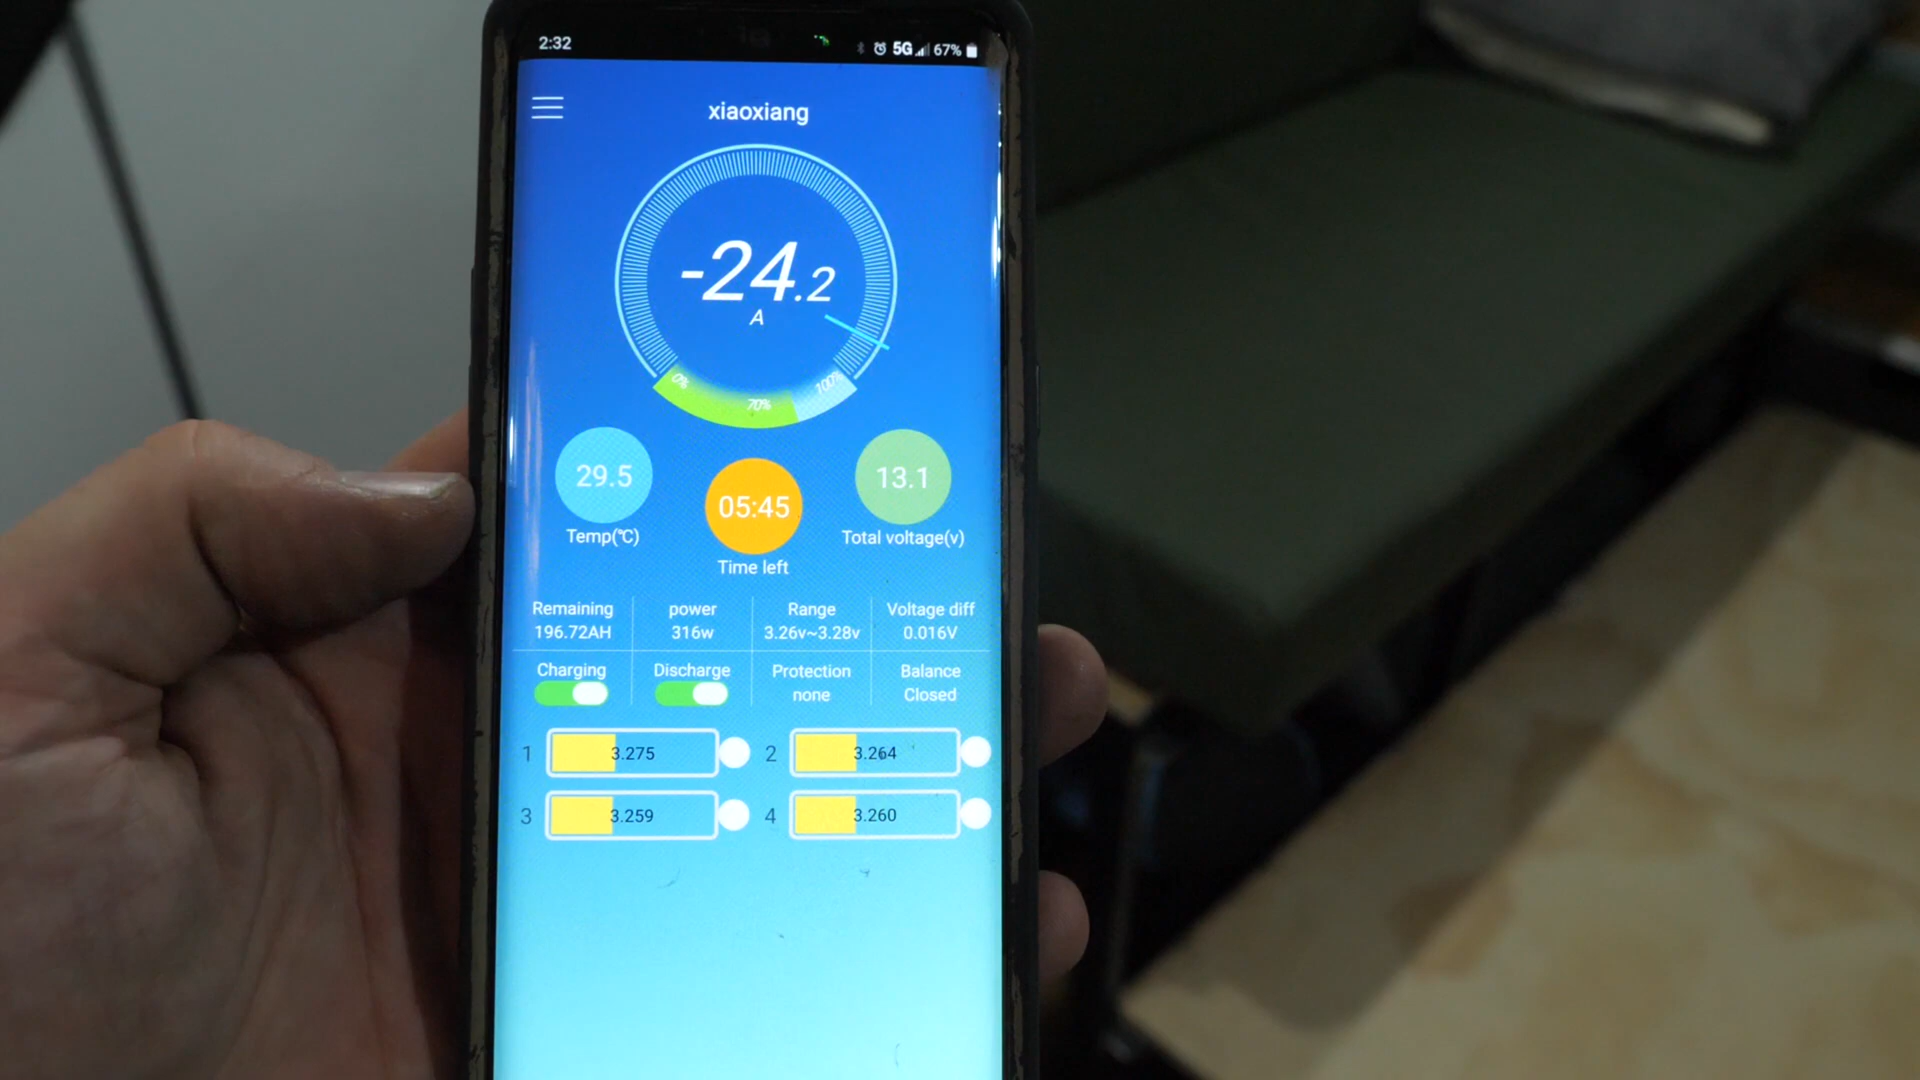 2:32
5G 67%
xiaoxiang
-24.2
A
0%
70%
100%
29.5
Temp(℃)
05:45
Time left
13.1
Total voltage(v)
Remaining
196.72AH
power
316w
Range
3.26v~3.28v
Voltage diff
0.016V
Charging
Discharge
Protection
none
Balance
Closed
1 3.275
2 3.264
3 3.259
4 3.260